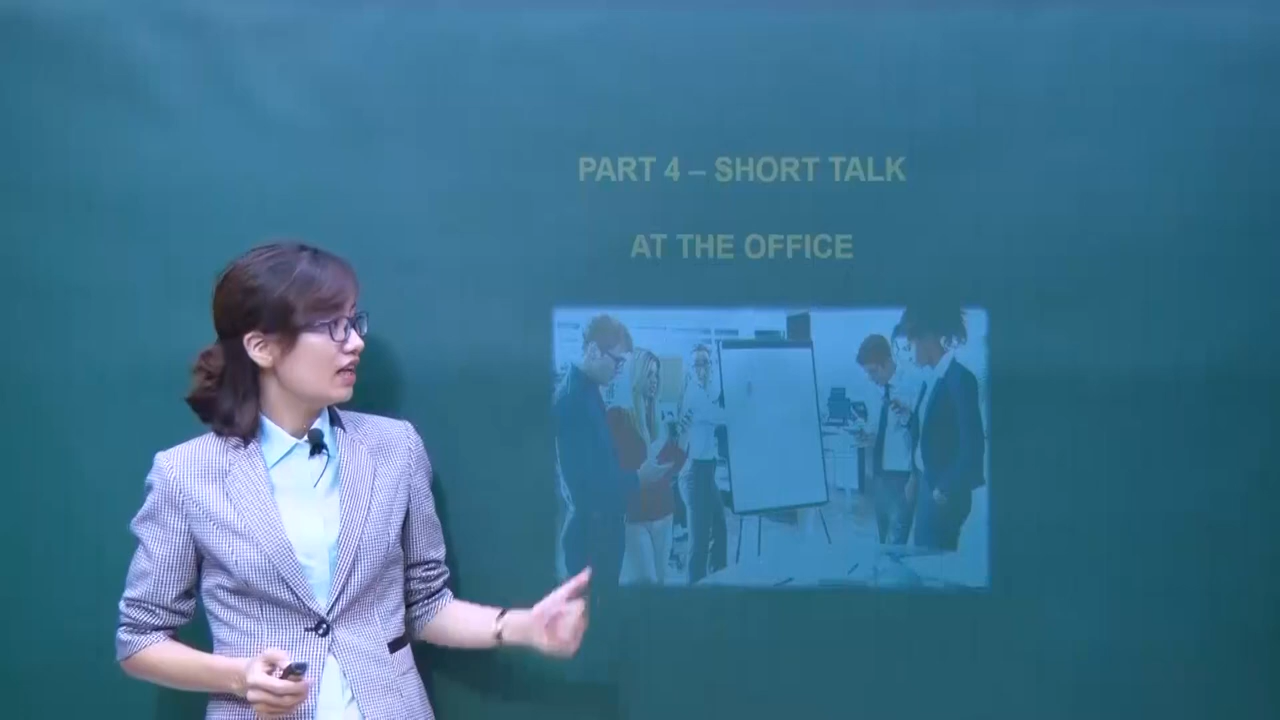 PART 4 – SHORT TALK
AT THE OFFICE